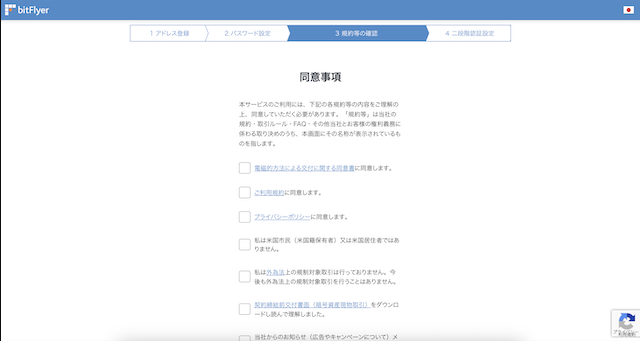 bitFlyer
1 アドレス登録
2 パスワード設定
3 規約等の確認
4 二段階認証設定
同意事項
本サービスのご利用には、下記の各規約等の内容をご理解の
上、同意していただく必要があります。「規約等」は当社の
規約・取引ルール・FAQ・その他当社とお客様の権利義務に
係わる取り決めのうち、本画面にその名称が表示されているも
のを指します。
電磁的方法による交付に関する同意書に同意します。
ご利用規約に同意します。
プライバシーポリシーに同意します。
私は米国市民（米国籍保有者）又は米国居住者ではあ
りません。
私は外為法上の規制対象取引は行っておりません。今
後も外為法上の規制対象取引を行うことはありません。
契約締結前交付書面（暗号資産現物取引）をダウンロ
ードし読んで理解しました。
当社からのお知らせ（広告やキャンペーンについて）メ